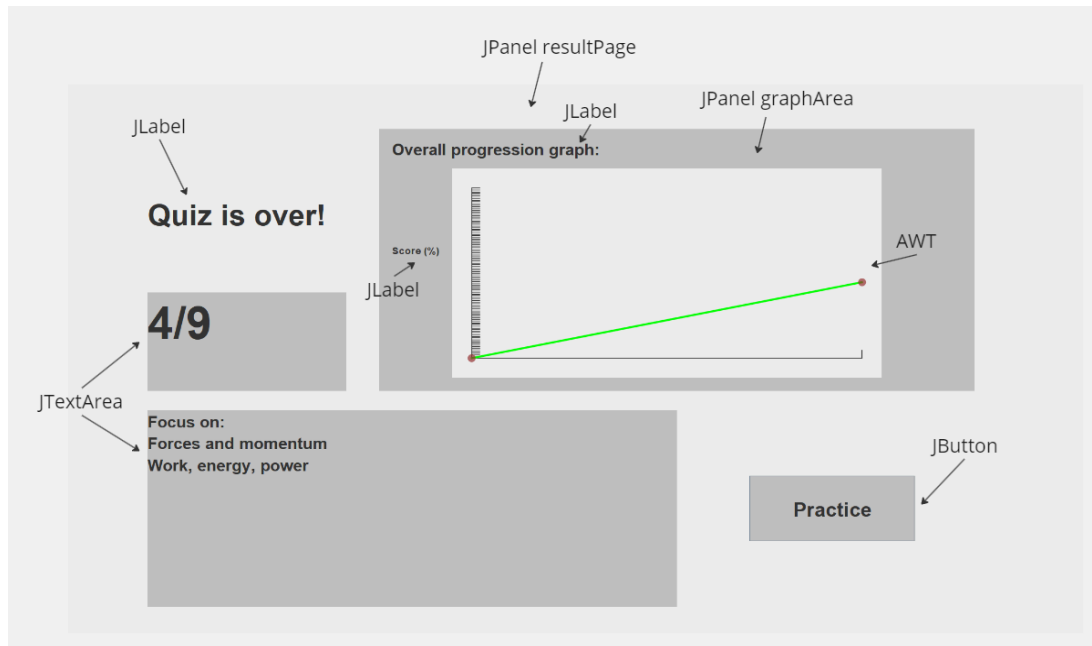 JPanel resultPage
JPanel graphArea
JLabel
JLabel
Overall progression graph:
Quiz is over!
Score (%)
AWT
JLabel
4/9
JTextArea
Focus on:
Forces and momentum
Work, energy, power
JButton
Practice